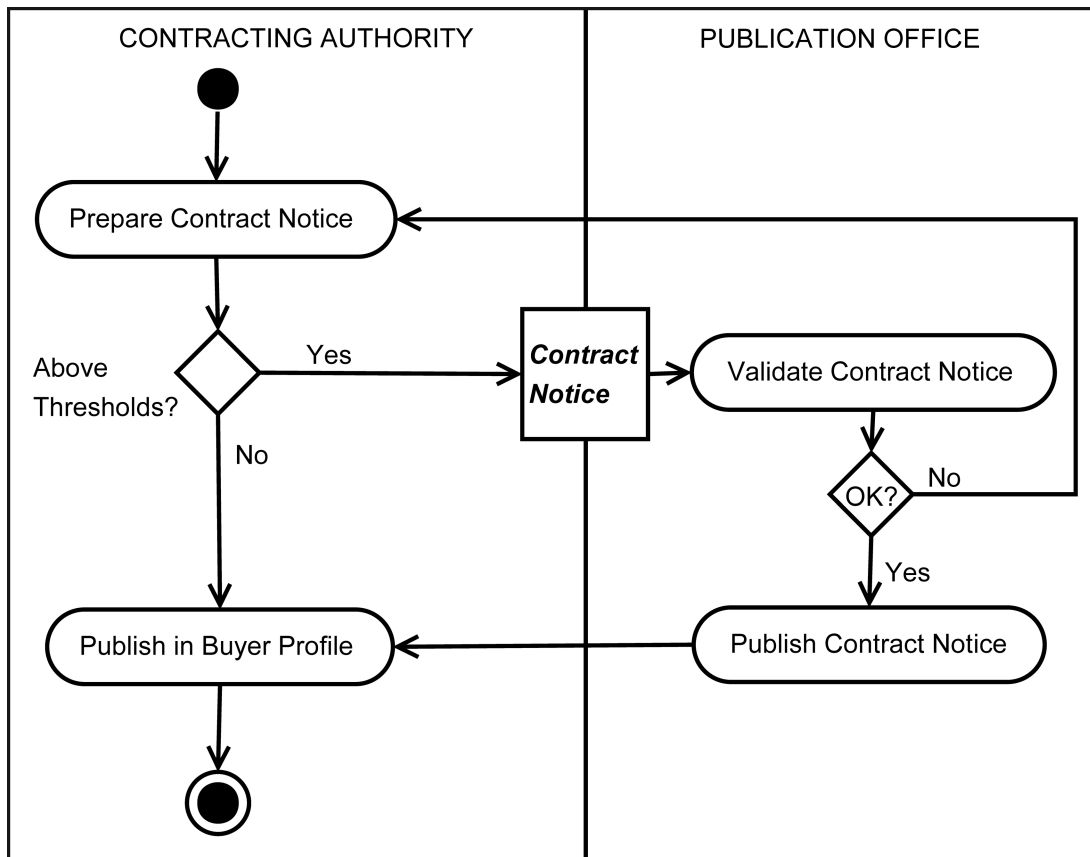 CONTRACTING AUTHORITY
PUBLICATION OFFICE
Prepare Contract Notice
Above
Thresholds?
Yes
No
Contract
Notice
Validate Contract Notice
OK?
No
Yes
Publish in Buyer Profile
Publish Contract Notice